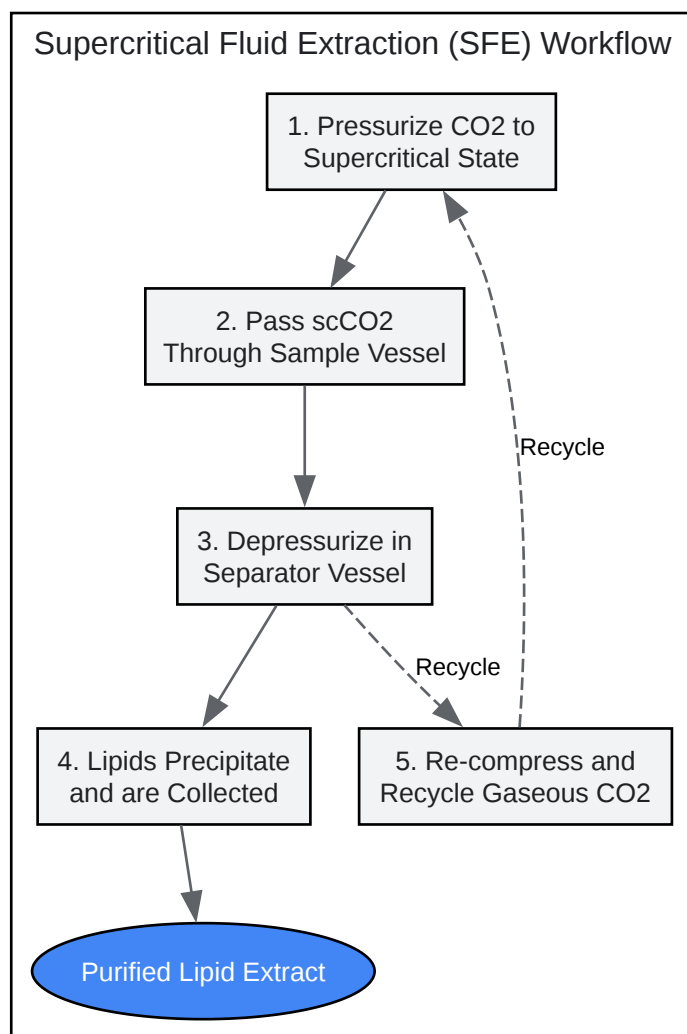 Supercritical Fluid Extraction (SFE) Workflow
1. Pressurize CO2 to
Supercritical State
2. Pass scCO2
Through Sample Vessel
Recycle
3. Depressurize in
Separator Vessel
Recycle
4. Lipids Precipitate
and are Collected
5. Re-compress and
Recycle Gaseous CO2
Purified Lipid Extract